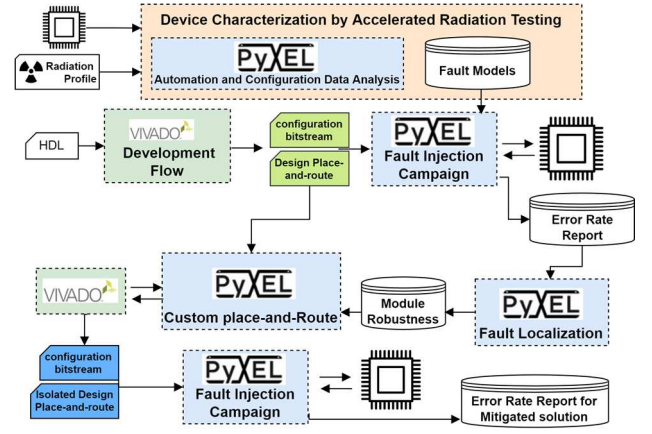 Device Characterization by Accelerated Radiation Testing
Radiation
Profile
PyXEL
Automation and Configuration Data Analysis
Fault Models
HDL
VIVADO
Development
Flow
configuration
bitstream
Design Place-
and-route
PyXEL
Fault Injection
Campaign
Error Rate
Report
VIVADO
PyXEL
Custom place-and-Route
Module
Robustness
PyXEL
Fault Localization
configuration
bitstream
Isolated Design
Place-and-route
PyXEL
Fault Injection
Campaign
Error Rate Report for
Mitigated solution